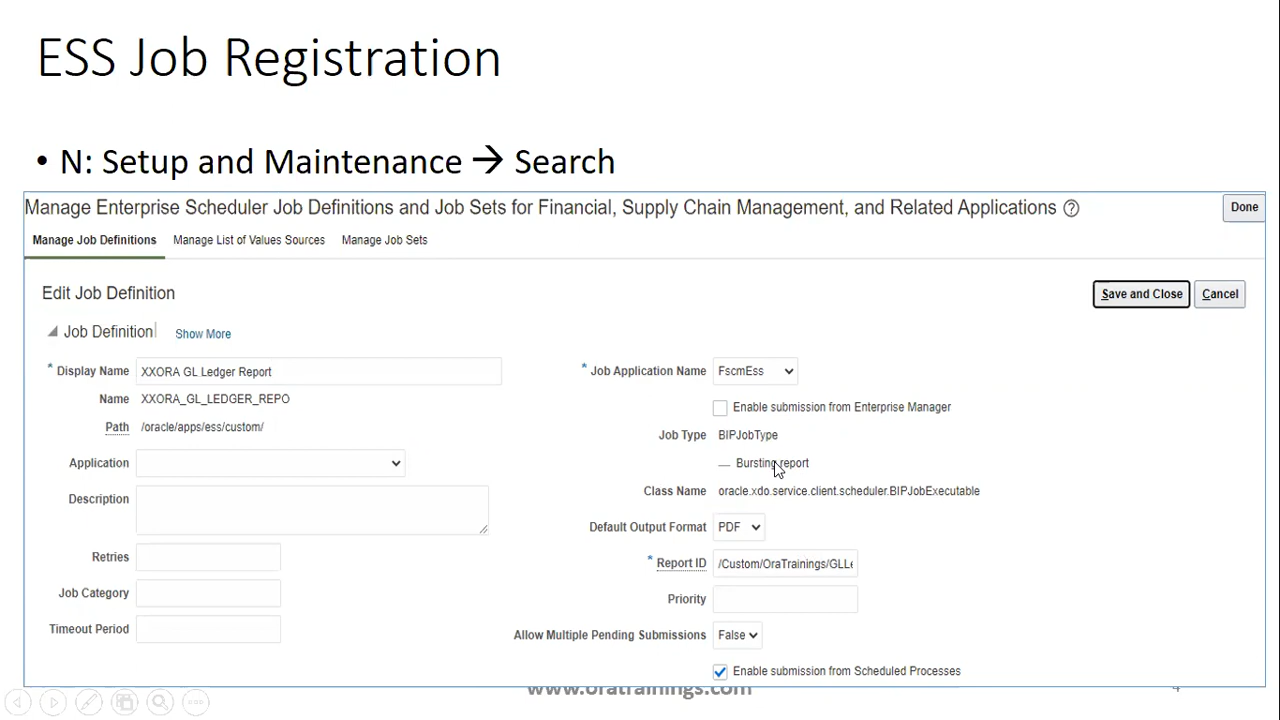 ESS Job Registration
• N: Setup and Maintenance → Search
Manage Enterprise Scheduler Job Definitions and Job Sets for Financial, Supply Chain Management, and Related Applications ?
Done
Manage Job Definitions Manage List of Values Sources Manage Job Sets
Edit Job Definition
Save and Close Cancel
Job Definition Show More
* Display Name XXORA GL Ledger Report
Name XXORA_GL_LEDGER_REPO
Path /oracle/apps/ess/custom/
Application
Description
Retries
Job Category
Timeout Period
* Job Application Name FscmEss
Enable submission from Enterprise Manager
Job Type BIPJobType
Bursting report
Class Name oracle.xdo.service.client.scheduler.BIPJobExecutable
Default Output Format PDF
* Report ID /Custom/OraTrainings/GLLe
Priority
Allow Multiple Pending Submissions False
Enable submission from Scheduled Processes
www.oratrainings.com
4